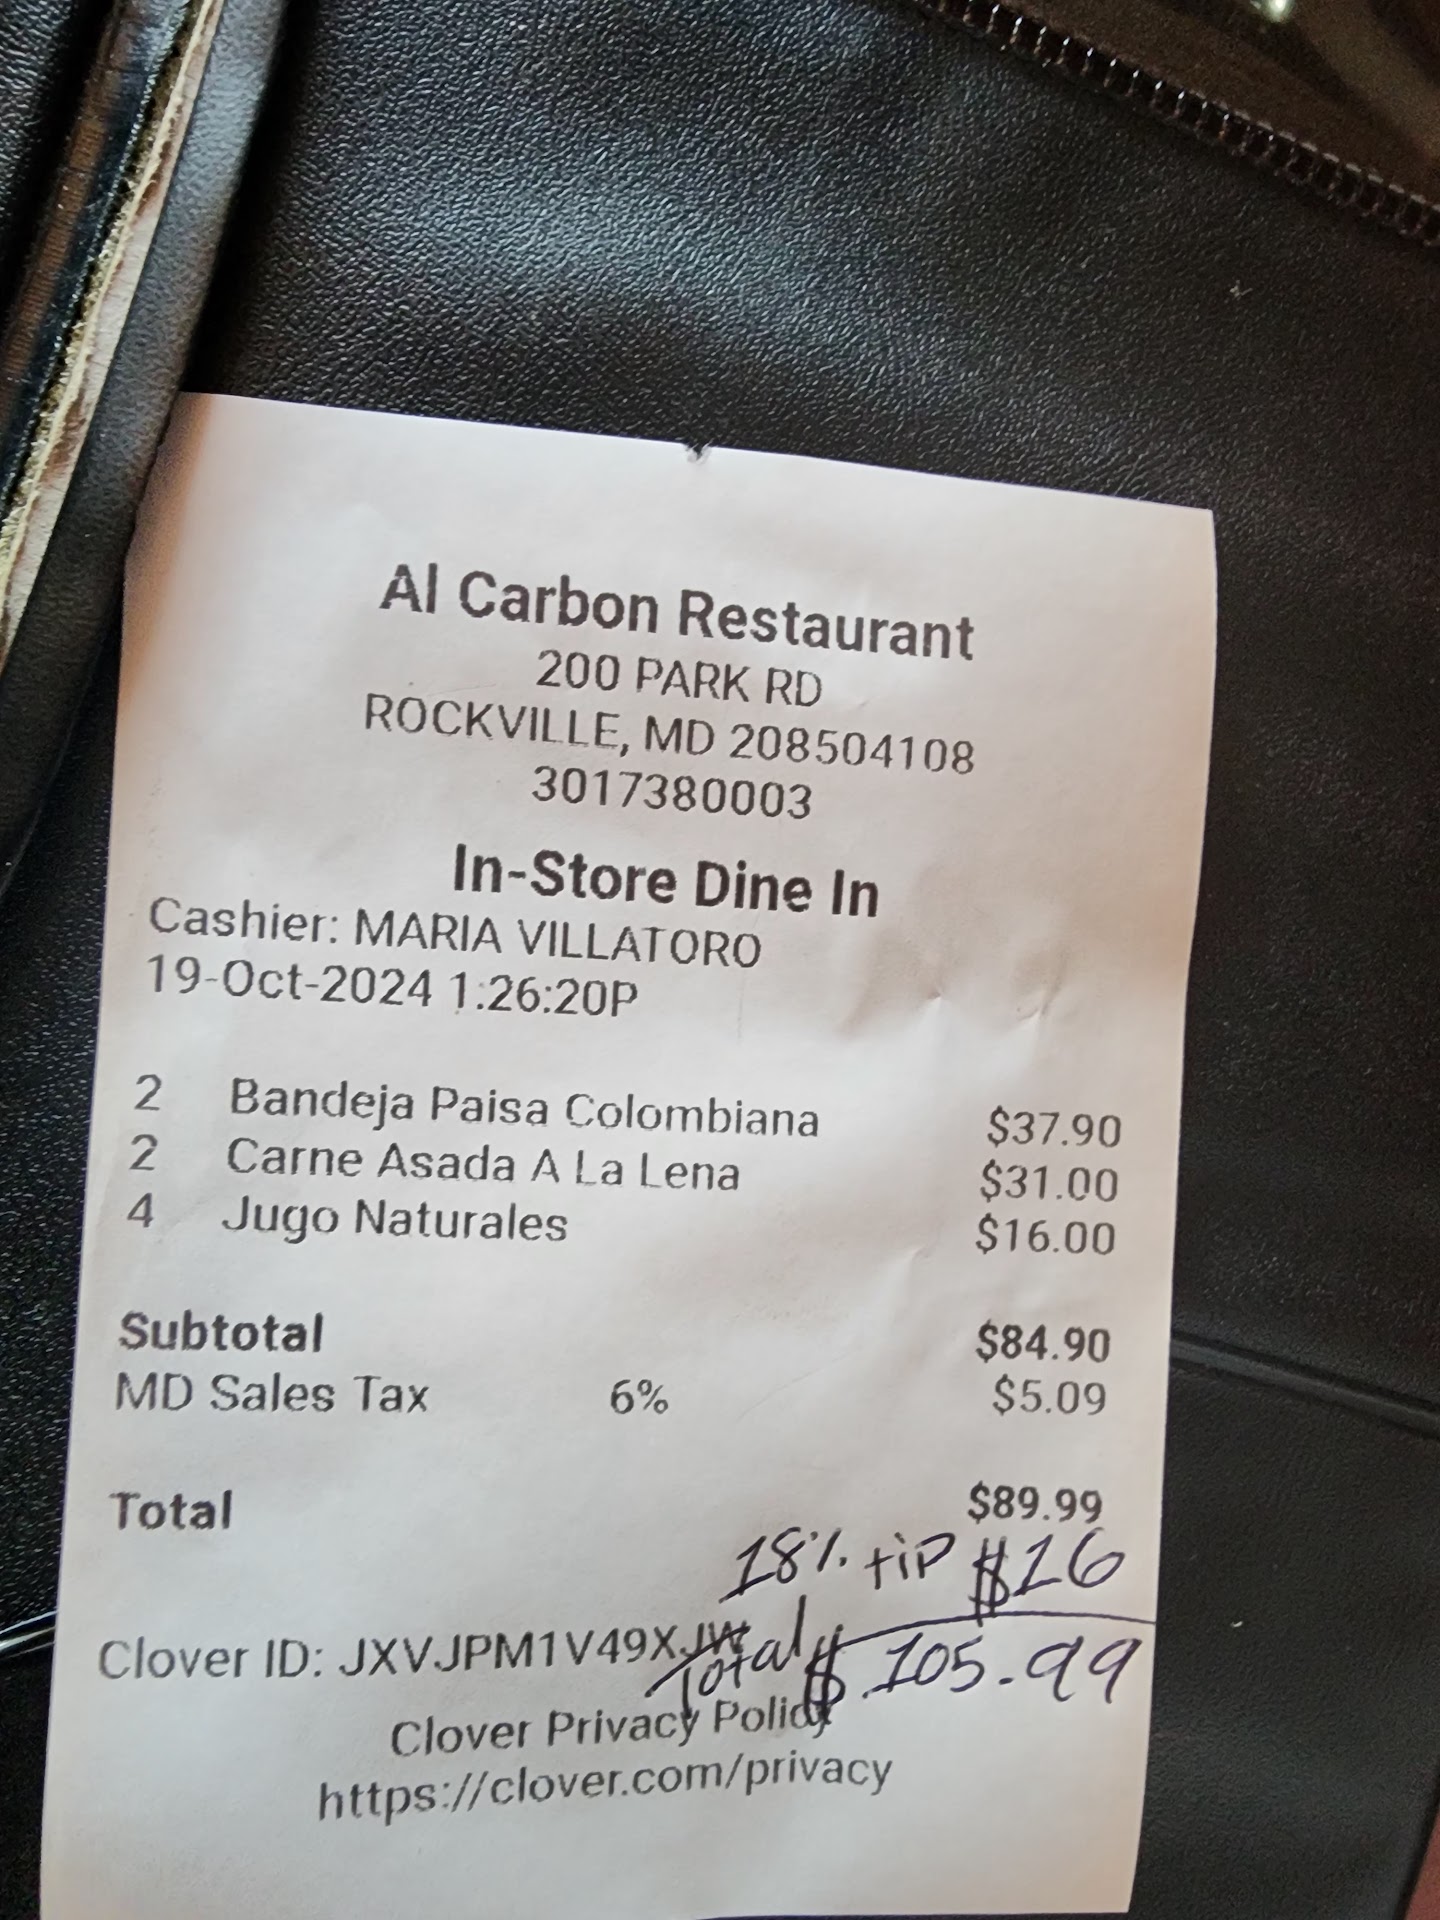 Al Carbon Restaurant
200 PARK RD
ROCKVILLE, MD 208504108
3017380003
In-Store Dine In
Cashier: MARIA VILLATORO
19-Oct-2024 1:26:20P
2 Bandeja Paisa Colombiana $37.90
2 Carne Asada A La Lena $31.00
4 Jugo Naturales $16.00
Subtotal $84.90
MD Sales Tax 6% $5.09
Total $89.99
18% tip $16
Clover ID: JXVJPM1V49XJW
Total $ 105.99
Clover Privacy Policy
https://clover.com/privacy